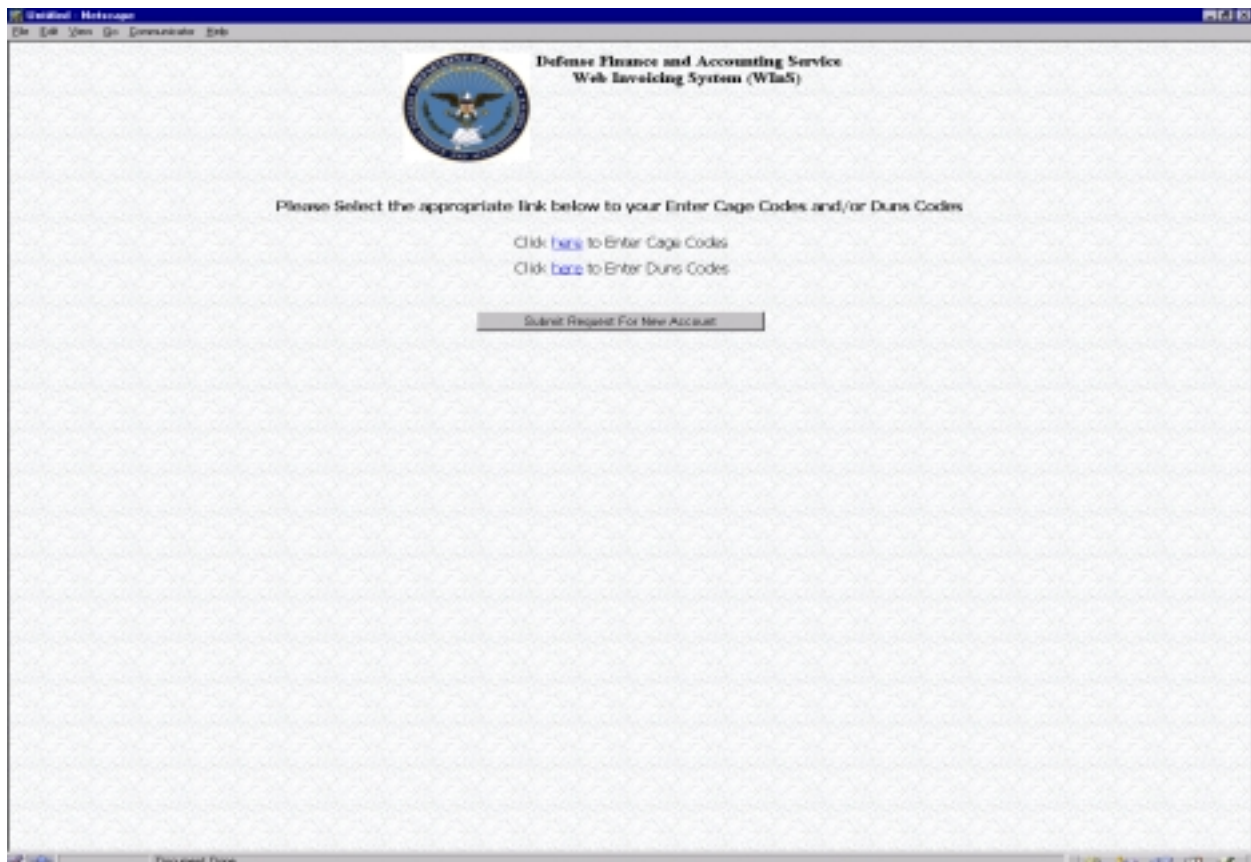 Untitled - Netscape
File Edit View Go Communicator Help
Defense Finance and Accounting Service
Web Invoicing System (WInS)
Please Select the appropriate link below to your Enter Cage Codes and/or Duns Codes
Click here to Enter Cage Codes
Click here to Enter Duns Codes
Submit Request For New Account
Document Done